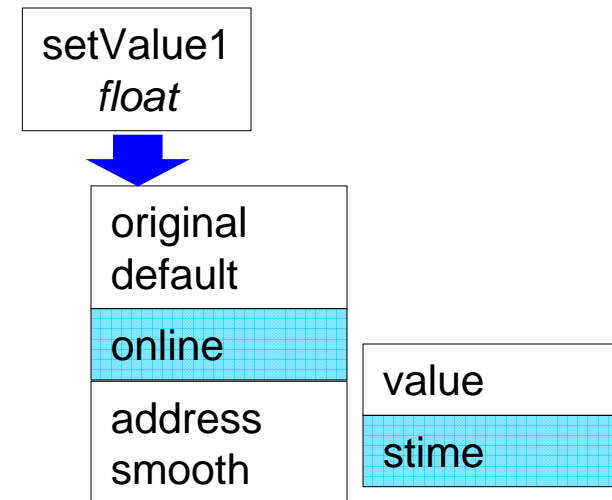 setValue1
float
original
default
online
address
smooth
value
stime